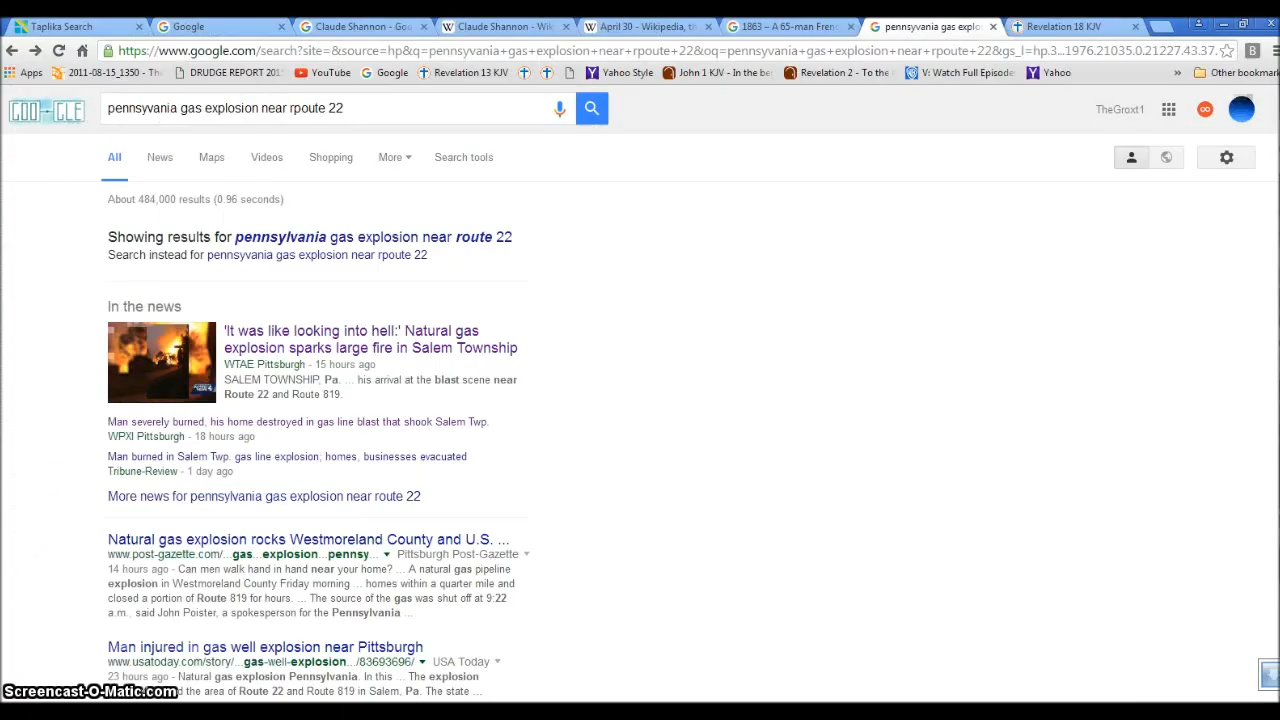 Taplika Search
Google
Claude Shannon - Goo
Claude Shannon - Wik
April 30 - Wikipedia, th
1863 – A 65-man Fren
pennsyvania gas explo
Revelation 18 KJV
https://www.google.com/search?site=&source=hp&q=pennsyvania+gas+explosion+near+rpoute+22&oq=pennsyvania+gas+explosion+near+rpoute+22&gs_l=hp.3...1976.21035.0.21227.43.37.
Apps
2011-08-15_1350 - Th
DRUDGE REPORT 201
YouTube
Google
Revelation 13 KJV
Yahoo Style
John 1 KJV - In the be
Revelation 2 - To the
V: Watch Full Episode
Yahoo
»
Other bookmar
GOO GLE
pennsyvania gas explosion near rpoute 22
TheGroxt1
All News Maps Videos Shopping More Search tools
About 484,000 results (0.96 seconds)
Showing results for pennsylvania gas explosion near route 22
Search instead for pennsyvania gas explosion near rpoute 22
In the news
'It was like looking into hell:' Natural gas
explosion sparks large fire in Salem Township
WTAE Pittsburgh - 15 hours ago
SALEM TOWNSHIP, Pa. ... his arrival at the blast scene near
Route 22 and Route 819.
Man severely burned, his home destroyed in gas line blast that shook Salem Twp.
WPXI Pittsburgh - 18 hours ago
Man burned in Salem Twp. gas line explosion; homes, businesses evacuated
Tribune-Review - 1 day ago
More news for pennsylvania gas explosion near route 22
Natural gas explosion rocks Westmoreland County and U.S. ...
www.post-gazette.com/...gas...explosion...pennsy... Pittsburgh Post-Gazette
14 hours ago - Can men walk hand in hand near your home? ... A natural gas pipeline
explosion in Westmoreland County Friday morning ... homes within a quarter mile and
closed a portion of Route 819 for hours. ... The source of the gas was shut off at 9:22
a.m., said John Poister, a spokesperson for the Pennsylvania ...
Man injured in gas well explosion near Pittsburgh
www.usatoday.com/story/...gas-well-explosion.../83693696/ USA Today
23 hours ago - Natural gas explosion Pennsylvania. In this ... The explosion
d the area of Route 22 and Route 819 in Salem, Pa. The state ...
Screencast-O-Matic.com